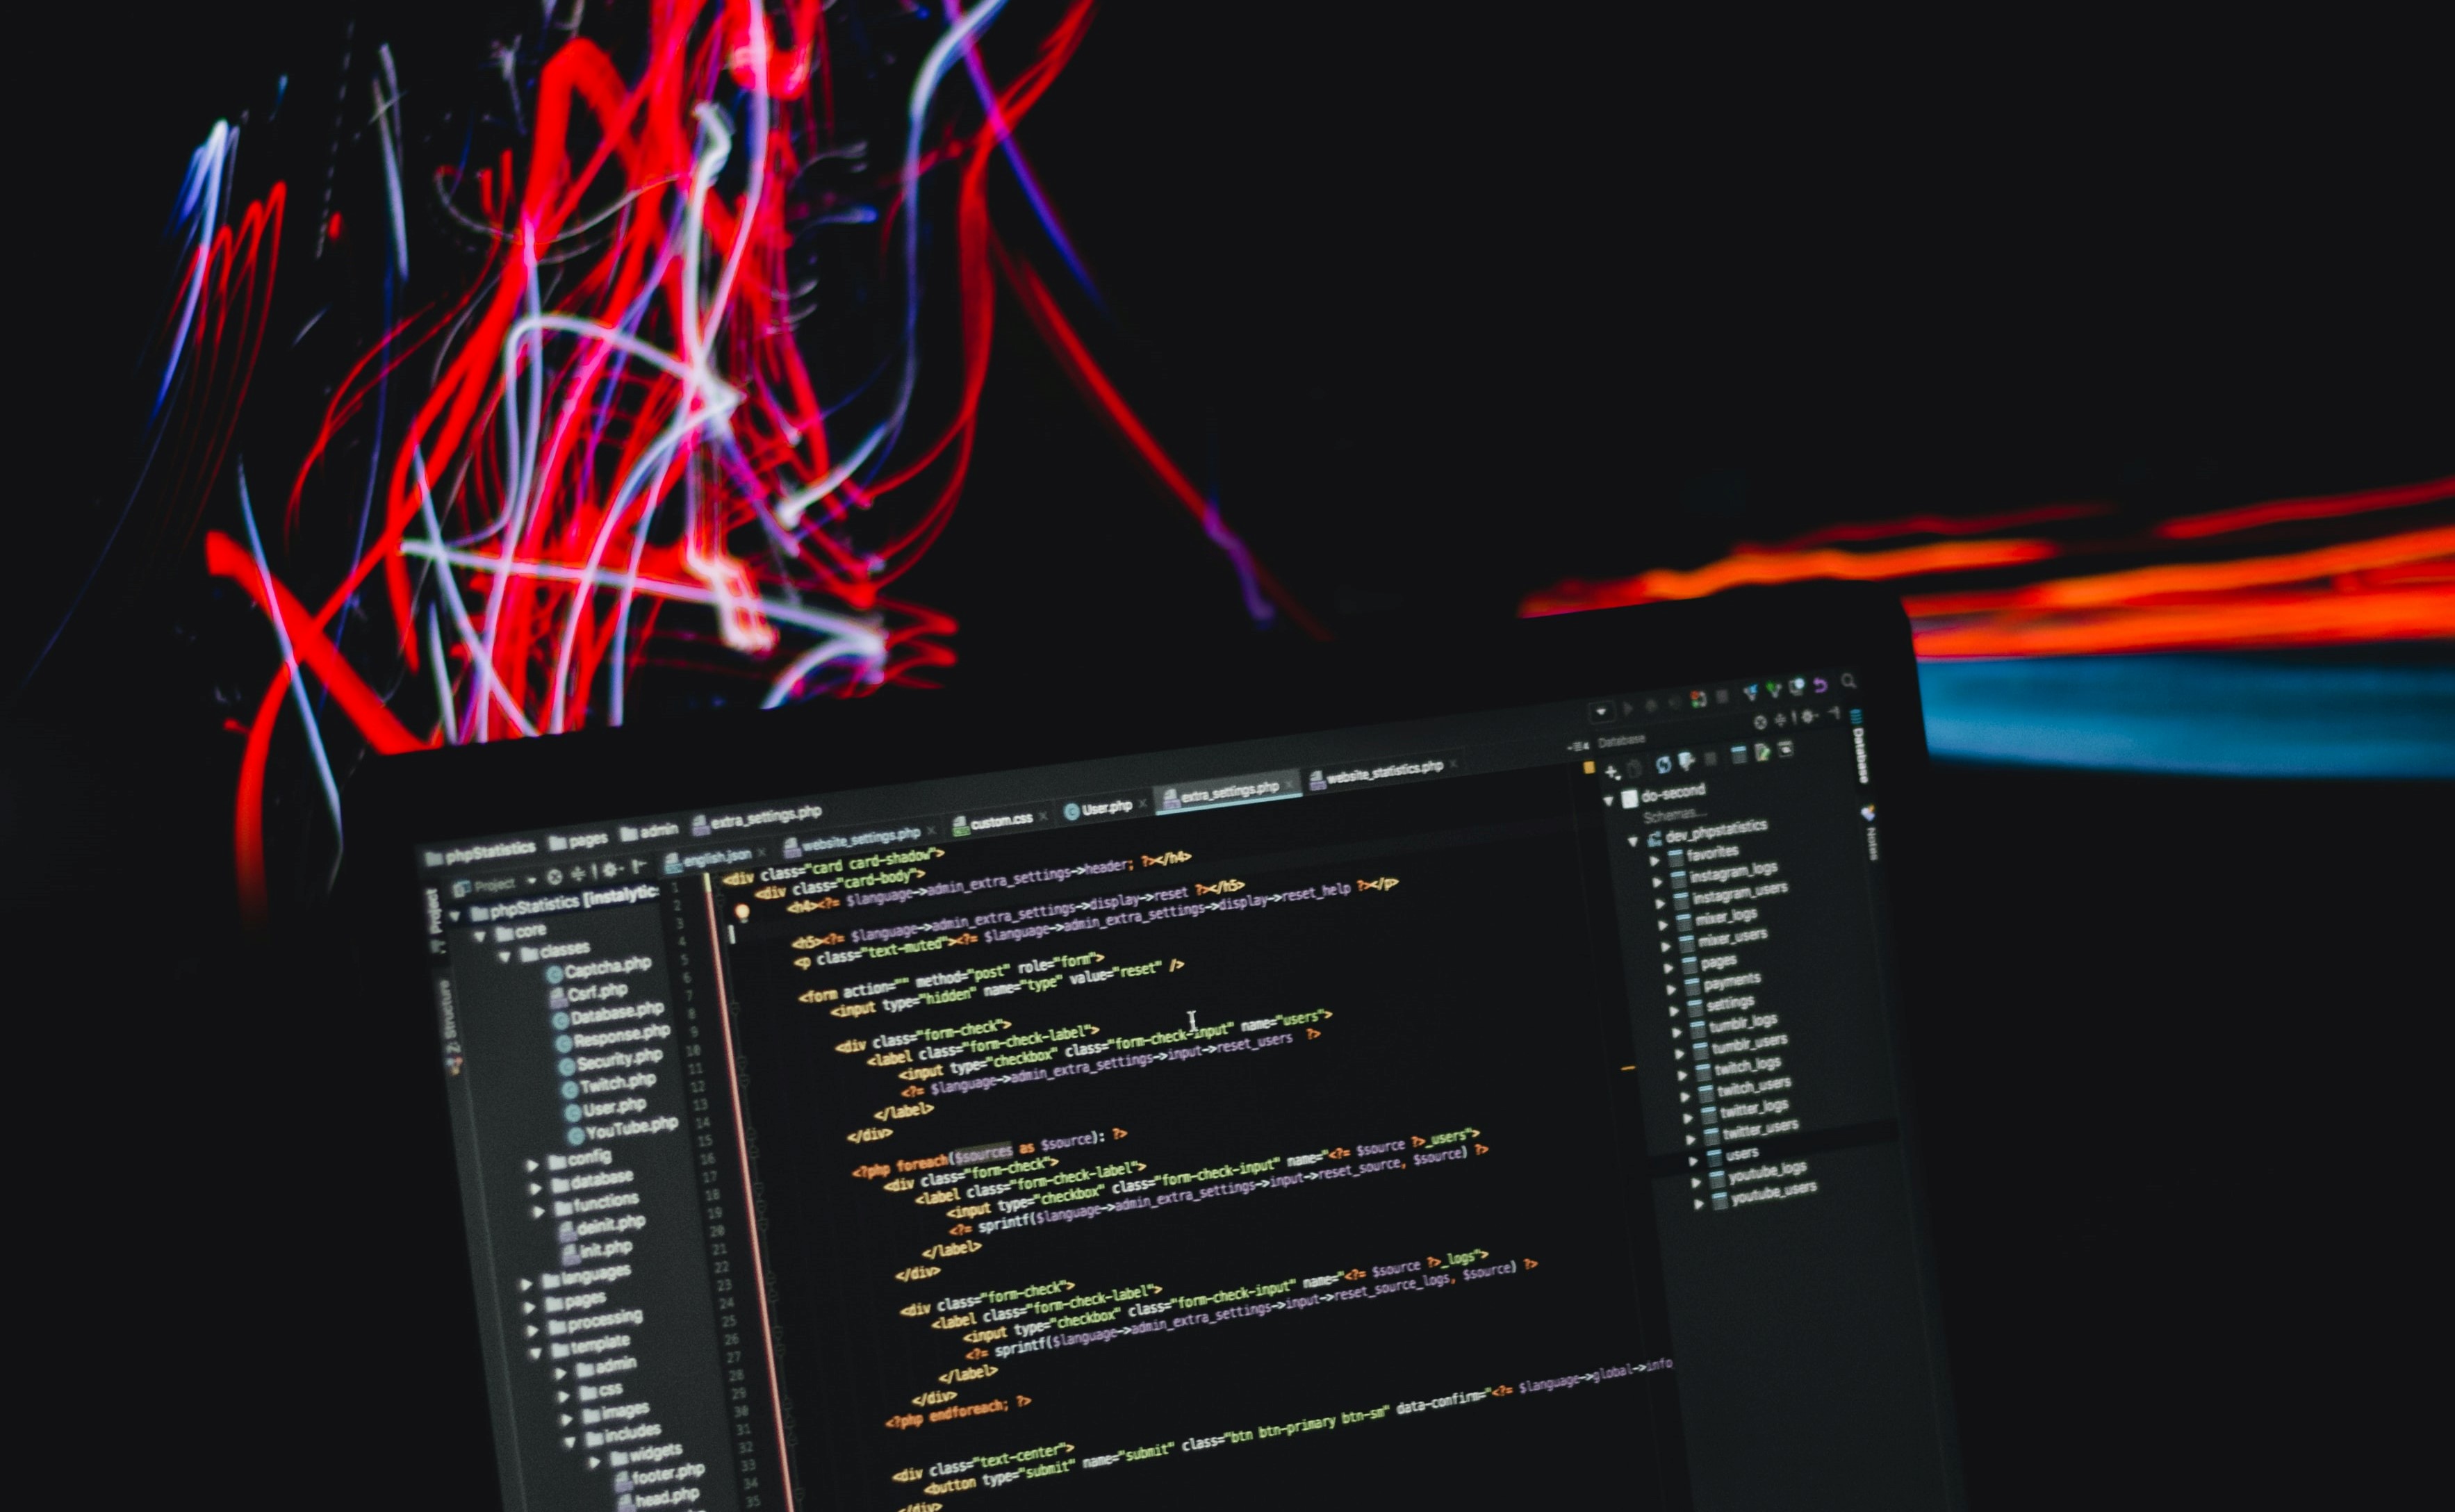 phpStatistics pages admin extra_settings.php
Project
english.json website_settings.php custom.css User.php extra_settings.php website_statistics.php
Project
2: Structure
phpStatistics [instalytic
core
classes
Captcha.php
Csrf.php
Database.php
Response.php
Security.php
Twitch.php
User.php
YouTube.php
config
database
functions
deinit.php
init.php
languages
pages
processing
template
admin
css
images
includes
widgets
footer.php
head.php
1
2
3
4
5
6
7
8
9
10
11
12
13
14
15
16
17
18
19
20
21
22
23
24
25
26
27
28
29
30
31
32
33
34
35
<div class="card card-shadow">
<div class="card-body">
<h4><?= $language->admin_extra_settings->header; ?></h4>
<h5><?= $language->admin_extra_settings->display->reset ?></h5>
<p class="text-muted"><?= $language->admin_extra_settings->display->reset_help ?></p>
<form action="" method="post" role="form">
<input type="hidden" name="type" value="reset" />
<div class="form-check">
<label class="form-check-label">
<input type="checkbox" class="form-check-input" name="users">
<?= $language->admin_extra_settings->input->reset_users ?>
</label>
</div>
<?php foreach($sources as $source): ?>
<div class="form-check">
<label class="form-check-label">
<input type="checkbox" class="form-check-input" name="<?= $source ?>_users">
<?= sprintf($language->admin_extra_settings->input->reset_source, $source) ?>
</label>
</div>
<div class="form-check">
<label class="form-check-label">
<input type="checkbox" class="form-check-input" name="<?= $source ?>_logs">
<?= sprintf($language->admin_extra_settings->input->reset_source_logs, $source) ?>
</label>
</div>
<?php endforeach; ?>
<div class="text-center">
<button type="submit" name="submit" class="btn btn-primary btn-sm" data-confirm="<?= $language->global->info
</div>
Database
do-second
Schemas...
dev_phpstatistics
favorites
instagram_logs
instagram_users
mixer_logs
mixer_users
pages
payments
settings
tumblr_logs
tumblr_users
twitch_logs
twitch_users
twitter_logs
twitter_users
users
youtube_logs
youtube_users
Database
Notes